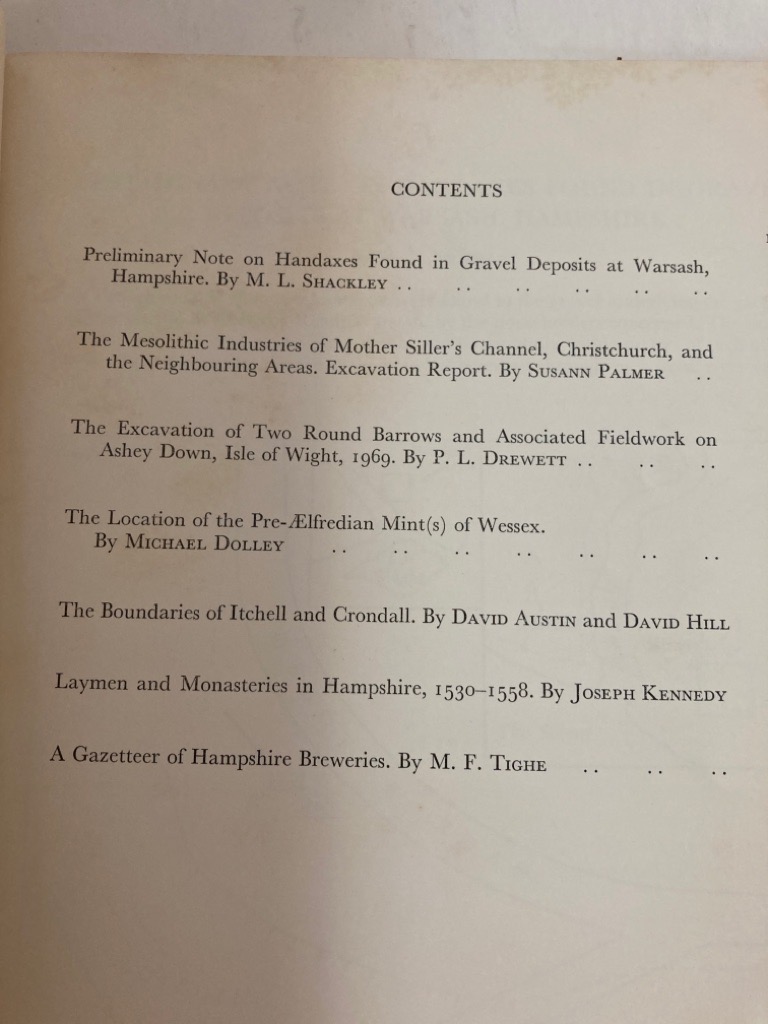 CONTENTS
Preliminary Note on Handaxes Found in Gravel Deposits at Warsash,
Hampshire. By M. L. SHACKLEY .. .. .. .. .. ..
The Mesolithic Industries of Mother Siller's Channel, Christchurch, and
the Neighbouring Areas. Excavation Report. By SUSANN PALMER ..
The Excavation of Two Round Barrows and Associated Fieldwork on
Ashey Down, Isle of Wight, 1969. By P. L. DREWETT .. .. ..
The Location of the Pre-Ælfredian Mint(s) of Wessex.
By MICHAEL DOLLEY .. .. .. .. .. .. ..
The Boundaries of Itchell and Crondall. By DAVID AUSTIN and DAVID HILL
Laymen and Monasteries in Hampshire, 1530–1558. By JOSEPH KENNEDY
A Gazetteer of Hampshire Breweries. By M. F. TIGHE .. .. ..